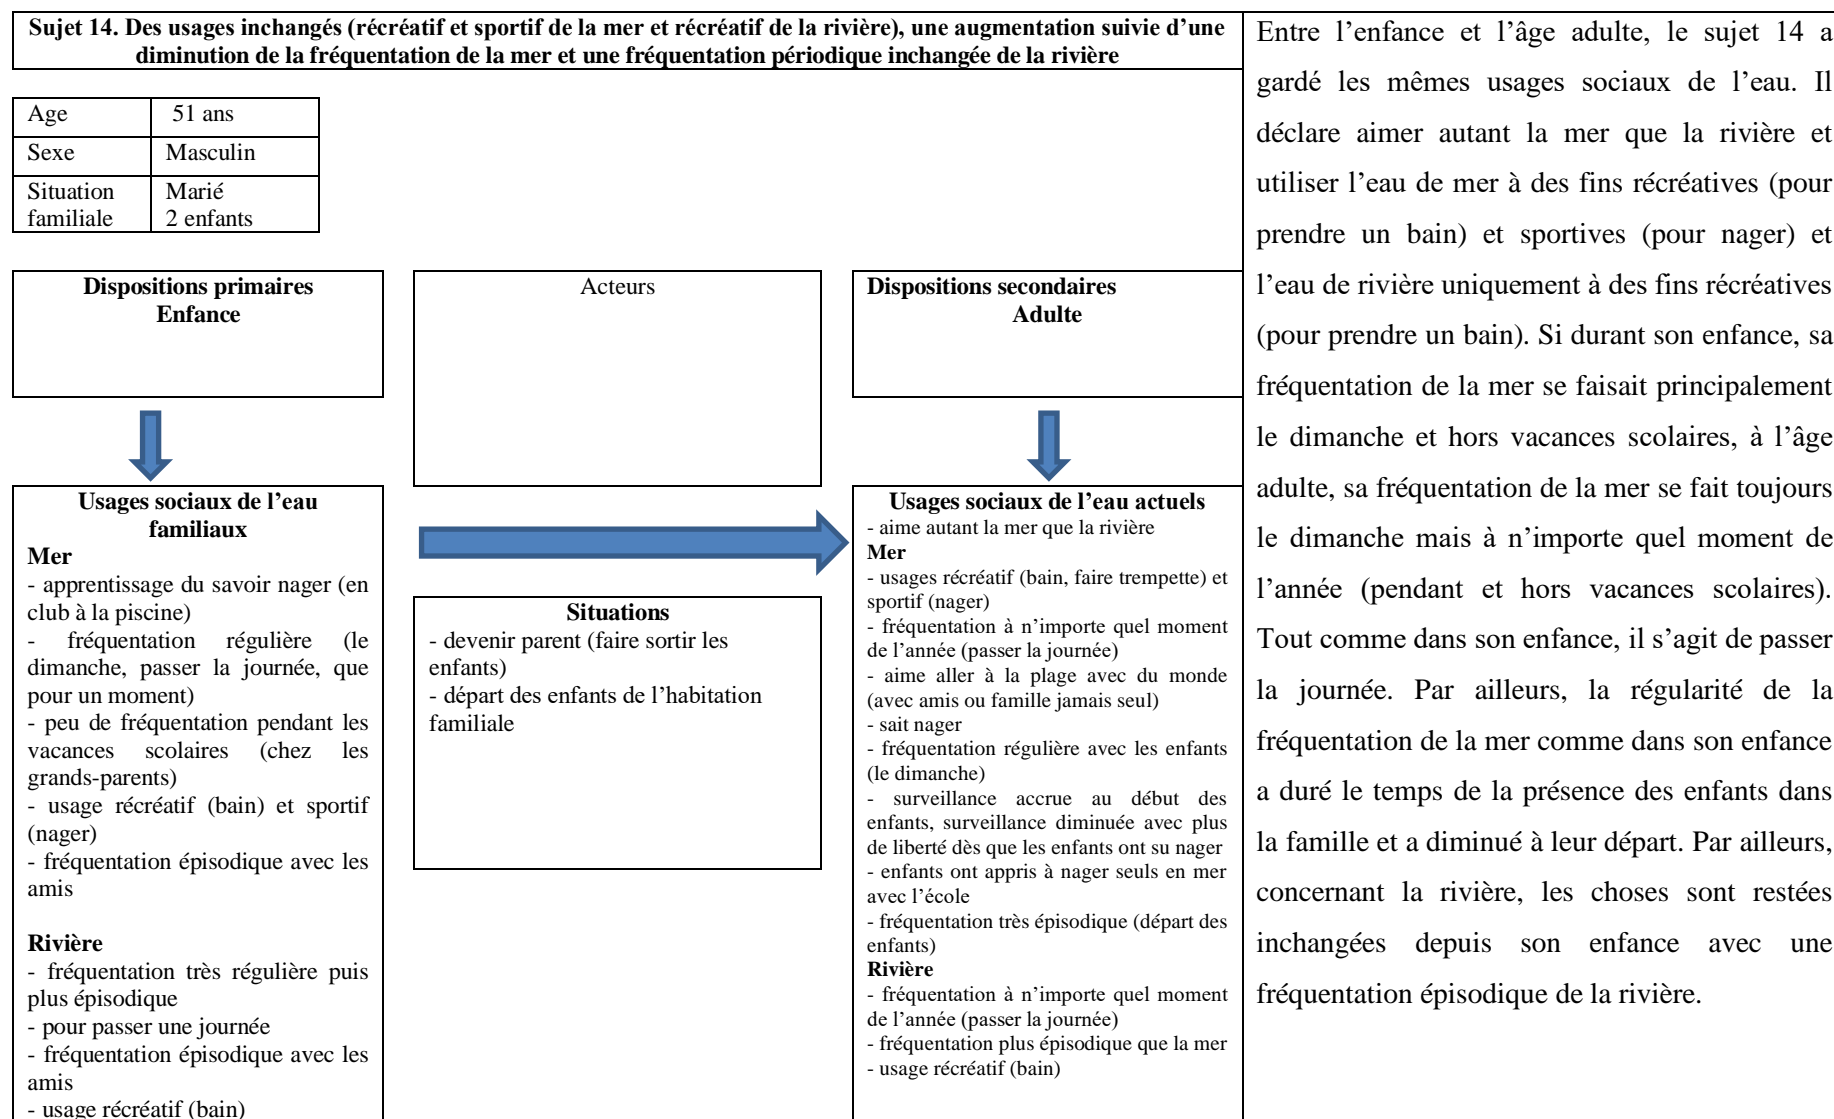 Sujet 14. Des usages inchangés (récréatif et sportif de la mer et récréatif de la rivière), une augmentation suivie d’une
diminution de la fréquentation de la mer et une fréquentation périodique inchangée de la rivière
Age 51 ans
Sexe Masculin
Situation familiale Marié
2 enfants
Dispositions primaires
Enfance
Usages sociaux de l’eau
familiaux
Mer
- apprentissage du savoir nager (en
club à la piscine)
- fréquentation régulière (le
dimanche, passer la journée, que
pour un moment)
- peu de fréquentation pendant les
vacances scolaires (chez les
grands-parents)
- usage récréatif (bain) et sportif
(nager)
- fréquentation épisodique avec les
amis
Rivière
- fréquentation très régulière puis
plus épisodique
- pour passer une journée
- fréquentation épisodique avec les
amis
- usage récréatif (bain)
Acteurs
Situations
- devenir parent (faire sortir les
enfants)
- départ des enfants de l’habitation
familiale
Dispositions secondaires
Adulte
Usages sociaux de l’eau actuels
- aime autant la mer que la rivière
Mer
- usages récréatif (bain, faire trempette) et
sportif (nager)
- fréquentation à n’importe quel moment
de l’année (passer la journée)
- aime aller à la plage avec du monde
(avec amis ou famille jamais seul)
- sait nager
- fréquentation régulière avec les enfants
(le dimanche)
- surveillance accrue au début des
enfants, surveillance diminuée avec plus
de liberté dès que les enfants ont su nager
- enfants ont appris à nager seuls en mer
avec l’école
- fréquentation très épisodique (départ des
enfants)
Rivière
- fréquentation à n’importe quel moment
de l’année (passer la journée)
- fréquentation plus épisodique que la mer
- usage récréatif (bain)
Entre l’enfance et l’âge adulte, le sujet 14 a
gardé les mêmes usages sociaux de l’eau. Il
déclare aimer autant la mer que la rivière et
utiliser l’eau de mer à des fins récréatives (pour
prendre un bain) et sportives (pour nager) et
l’eau de rivière uniquement à des fins récréatives
(pour prendre un bain). Si durant son enfance, sa
fréquentation de la mer se faisait principalement
le dimanche et hors vacances scolaires, à l’âge
adulte, sa fréquentation de la mer se fait toujours
le dimanche mais à n’importe quel moment de
l’année (pendant et hors vacances scolaires).
Tout comme dans son enfance, il s’agit de passer
la journée. Par ailleurs, la régularité de la
fréquentation de la mer comme dans son enfance
a duré le temps de la présence des enfants dans
la famille et a diminué à leur départ. Par ailleurs,
concernant la rivière, les choses sont restées
inchangées depuis son enfance avec une
fréquentation épisodique de la rivière.